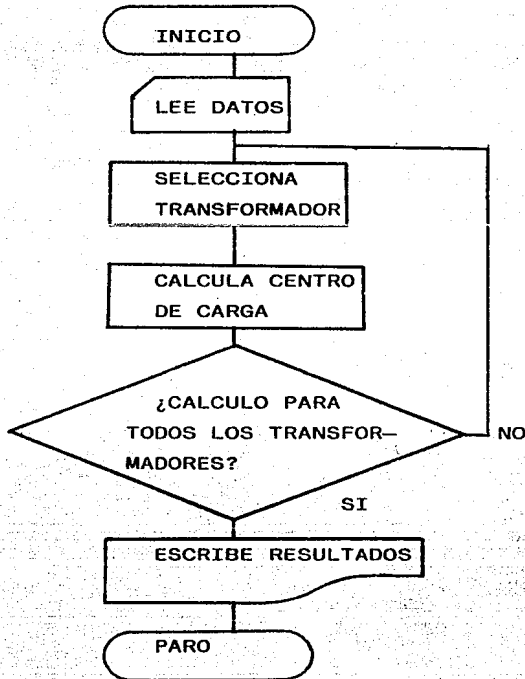 INICIO
LEE DATOS
SELECCIONA
TRANSFORMADOR
CALCULA CENTRO
DE CARGA
¿CALCULO PARA
TODOS LOS TRANSFOR—
MADORES?
NO
SI
ESCRIBE RESULTADOS
PARO